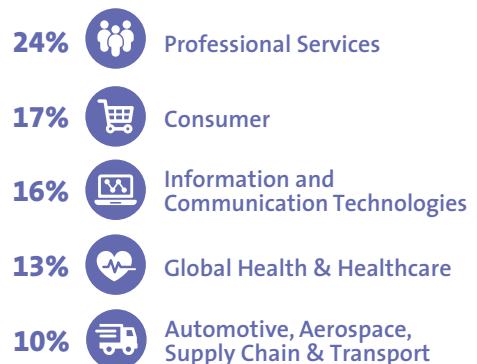 24% Professional Services
17% Consumer
16% Information and
Communication Technologies
13% Global Health & Healthcare
10% Automotive, Aerospace,
Supply Chain & Transport